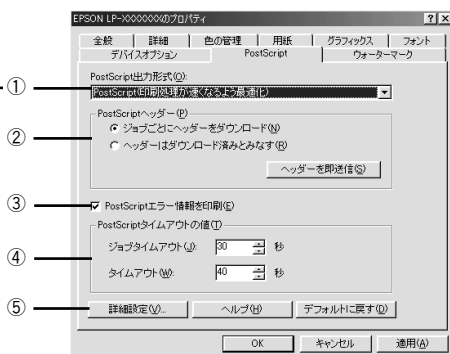 EPSON LP-XXXXXXXのプロパティ
全般 詳細 色の管理 用紙 グラフィックス フォント
デバイスオプション PostScript ウォーターマーク
① PostScript出力形式(O):
PostScript(印刷処理が速くなるよう最適化)
PostScriptヘッダー(P)
② ジョブごとにヘッダーをダウンロード(N)
ヘッダーはダウンロード済みとみなす(R)
ヘッダーを即送信(S)
③ PostScriptエラー情報を印刷(E)
PostScriptタイムアウトの値(T)
④ ジョブタイムアウト(J): 30 秒
タイムアウト(W): 40 秒
⑤ 詳細設定(V)... ヘルプ(H) デフォルトに戻す(D)
OK キャンセル 適用(A)